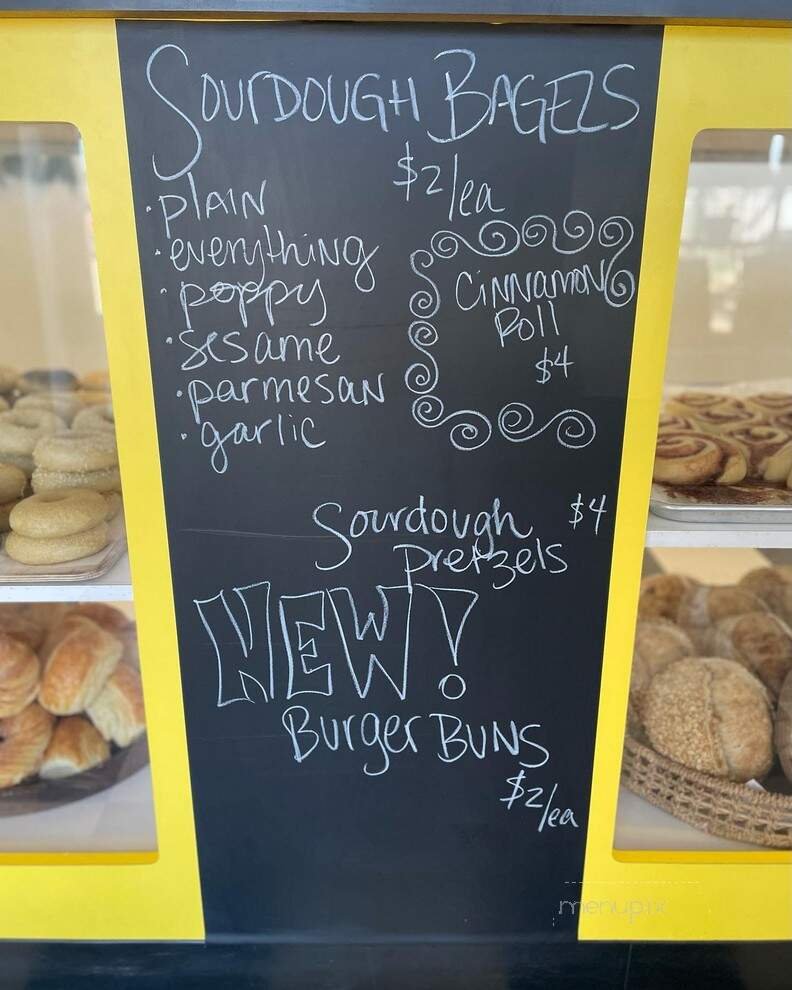 SOURDOUGH BAGELS
$2/ea
· plAIN
· everythiNg
· poppy
· sesame
· parmesAN
· garlic
CiNNAMON
Roll
$4
Sourdough $4
pretzels
NEW!
BurgeR BUNS
$2/ea
menupix